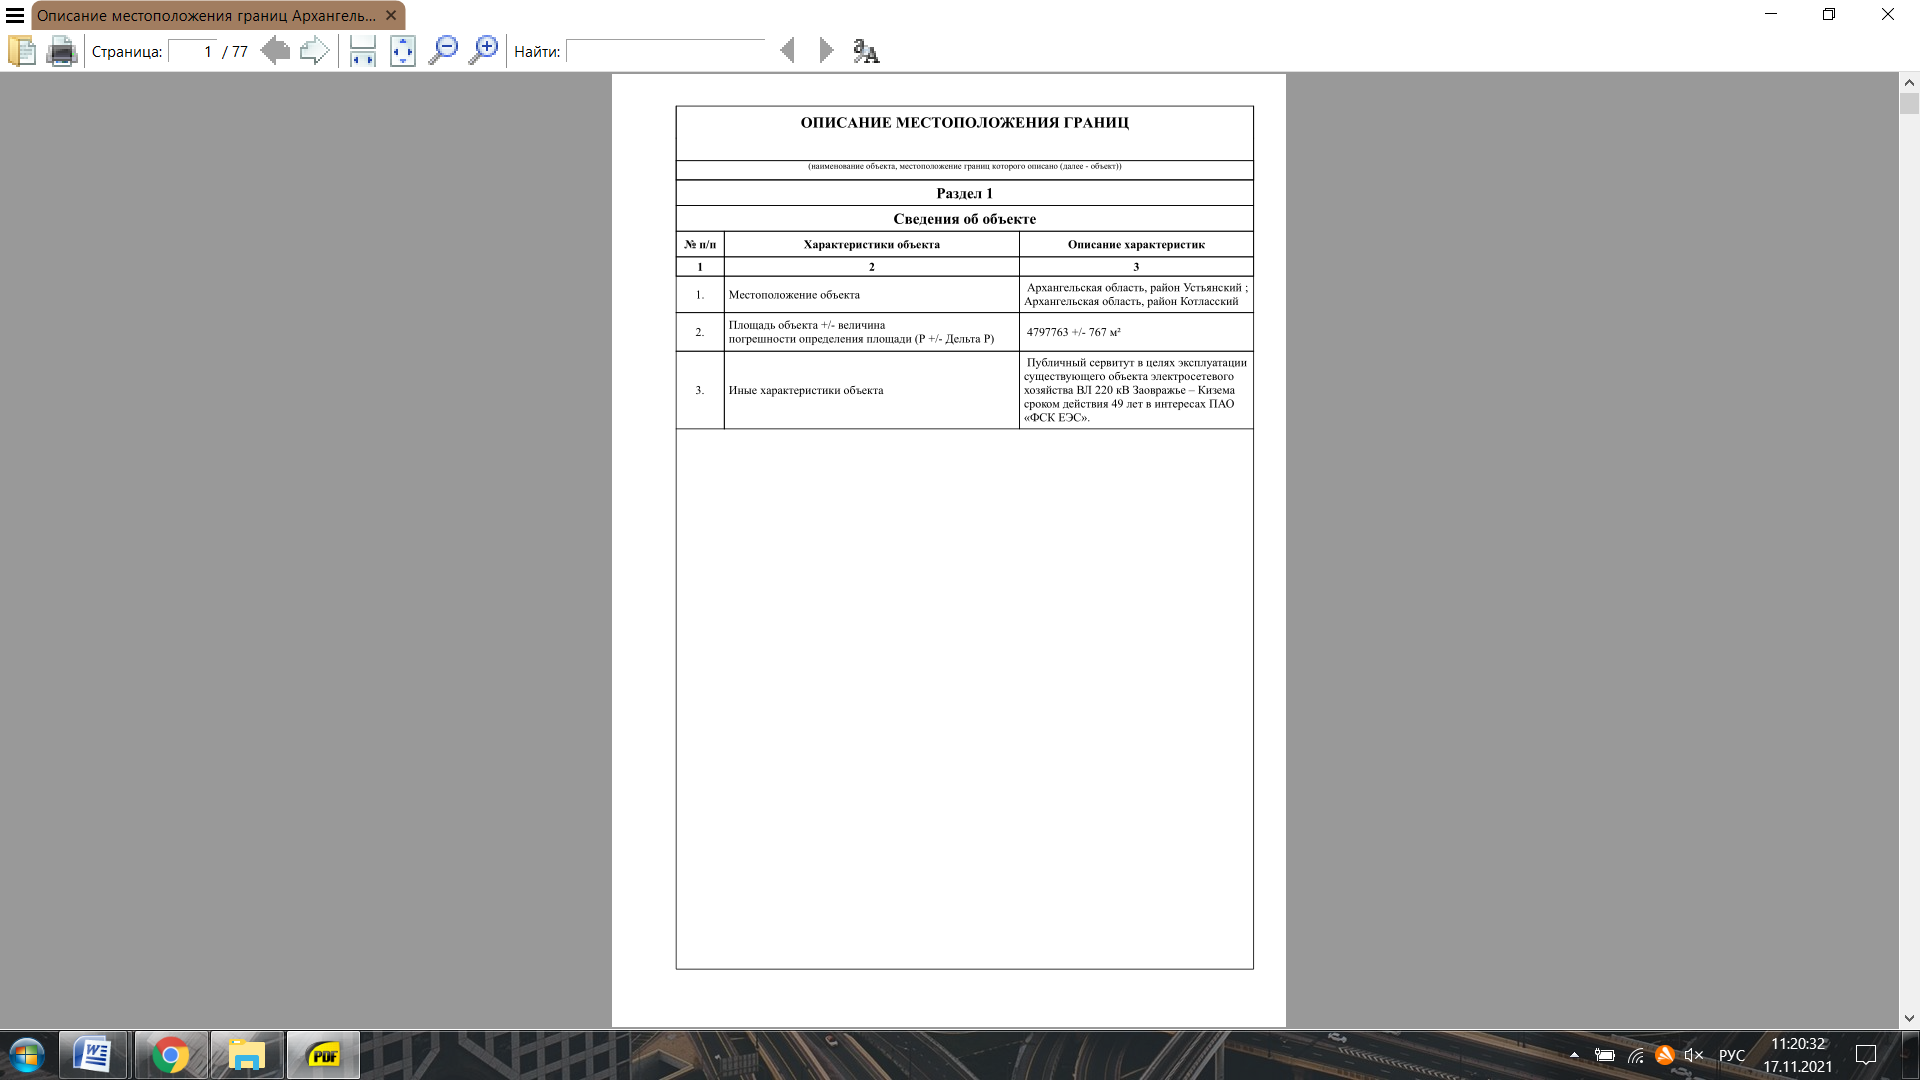 Описание местоположения границ Архангель...
Страница: 1 / 77 Найти:
ОПИСАНИЕ МЕСТОПОЛОЖЕНИЯ ГРАНИЦ
(наименование объекта, местоположение границ которого описано (далее - объект))
Раздел 1
Сведения об объекте
№ п/п Характеристики объекта Описание характеристик
1 2 3
1. Местоположение объекта Архангельская область, район Устьянский ;
Архангельская область, район Котласский
2. Площадь объекта +/- величина
погрешности определения площади (Р +/- Дельта Р) 4797763 +/- 767 м²
3. Иные характеристики объекта Публичный сервитут в целях эксплуатации
существующего объекта электросетевого
хозяйства ВЛ 220 кВ Заовражье – Кизема
сроком действия 49 лет в интересах ПАО
«ФСК ЕЭС».
PDF
РУС
11:20:32
17.11.2021